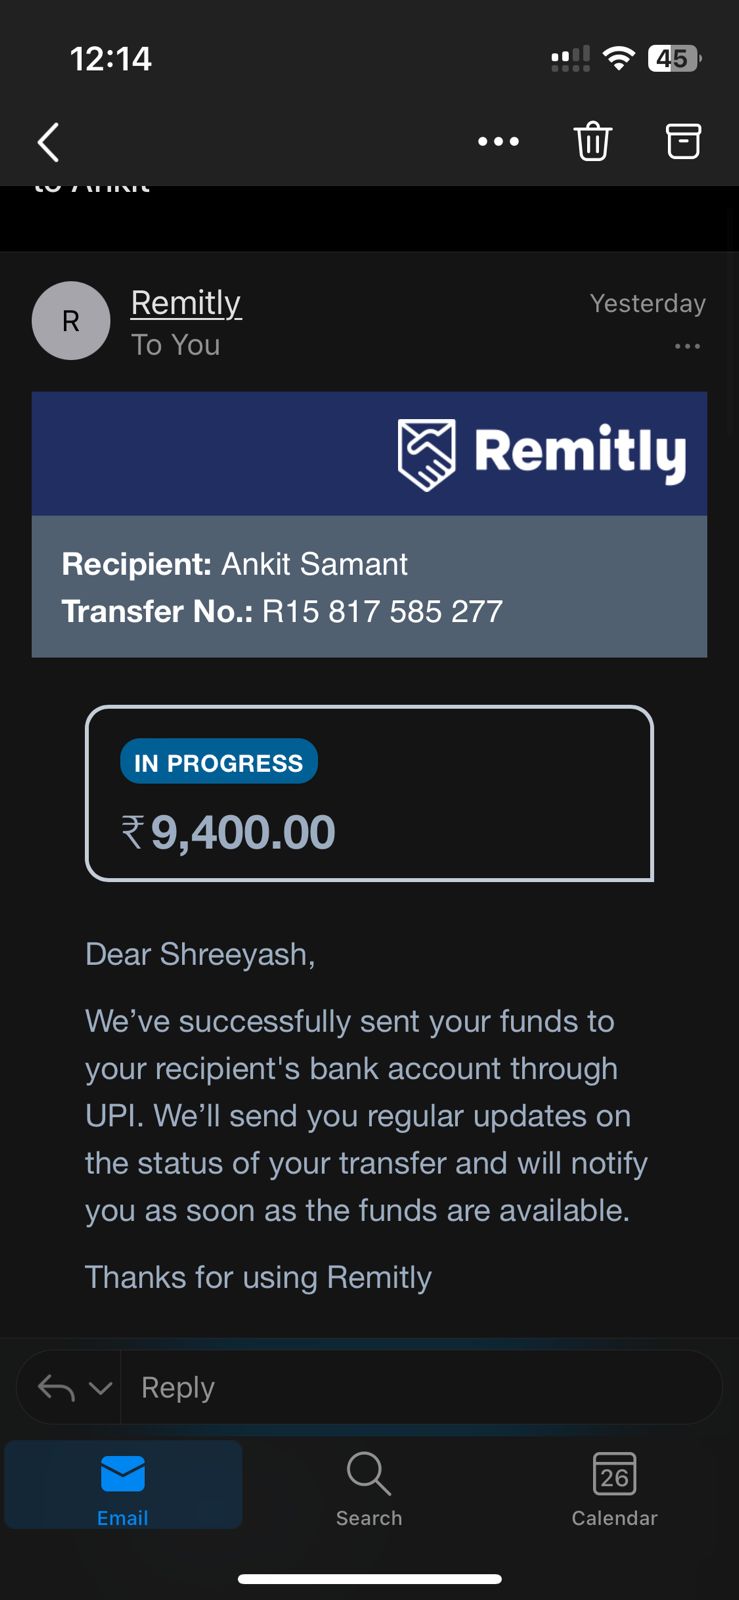 12:14
45
to Ankit
R
Remitly
Yesterday
To You
Remitly
Recipient: Ankit Samant
Transfer No.: R15 817 585 277
IN PROGRESS
₹9,400.00
Dear Shreeyash,
We’ve successfully sent your funds to
your recipient's bank account through
UPI. We’ll send you regular updates on
the status of your transfer and will notify
you as soon as the funds are available.
Thanks for using Remitly
Reply
26
Email
Search
Calendar